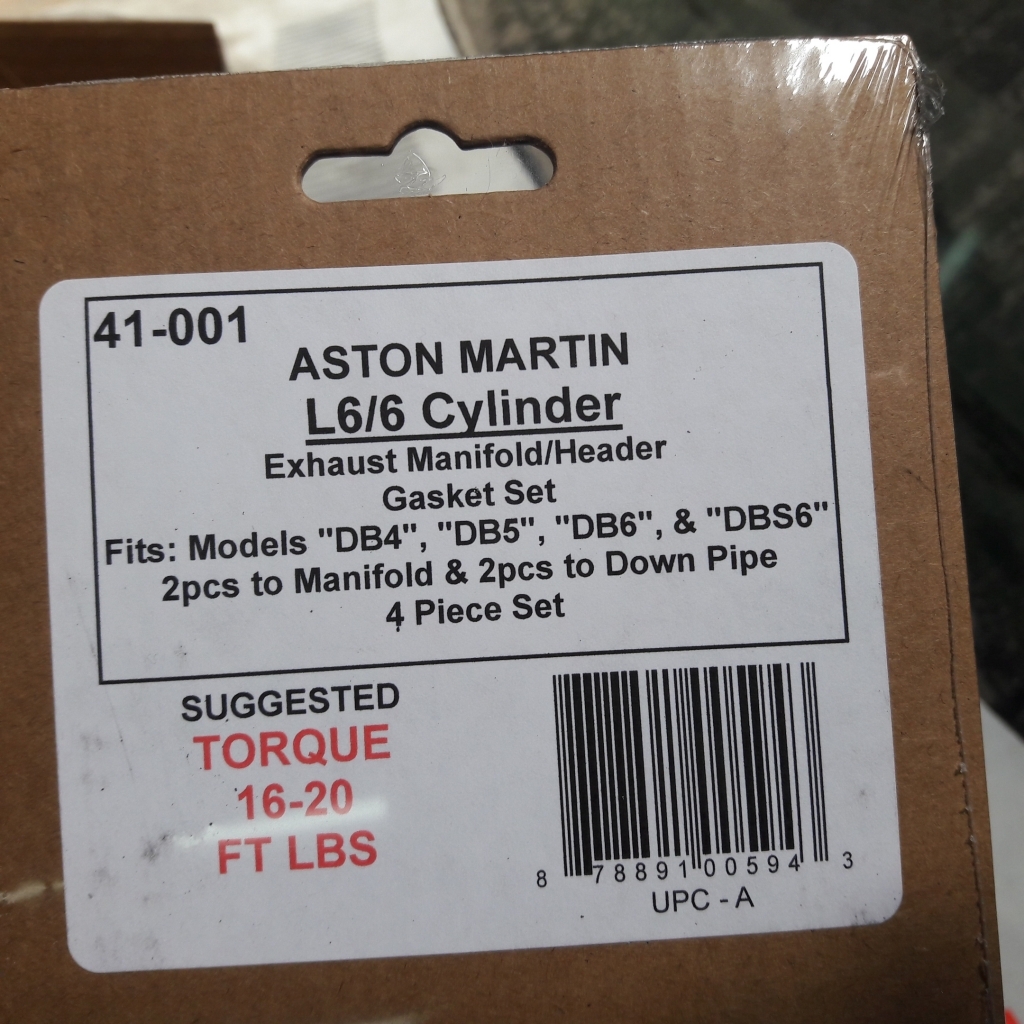 41-001
ASTON MARTIN
L6/6 Cylinder
Exhaust Manifold/Header
Gasket Set
Fits: Models "DB4", "DB5", "DB6", & "DBS6"
2pcs to Manifold & 2pcs to Down Pipe
4 Piece Set
SUGGESTED
TORQUE
16-20
FT LBS
8 78891 00594 3
UPC - A